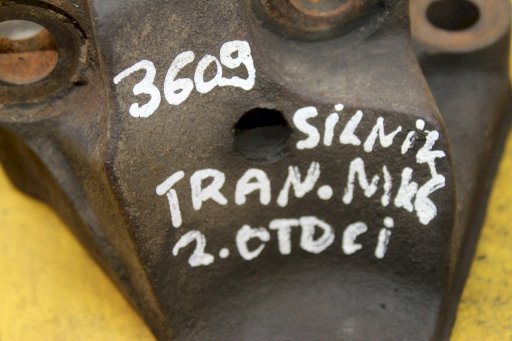 3609
SILNIK
TRAN. MK6
2.0TDCi